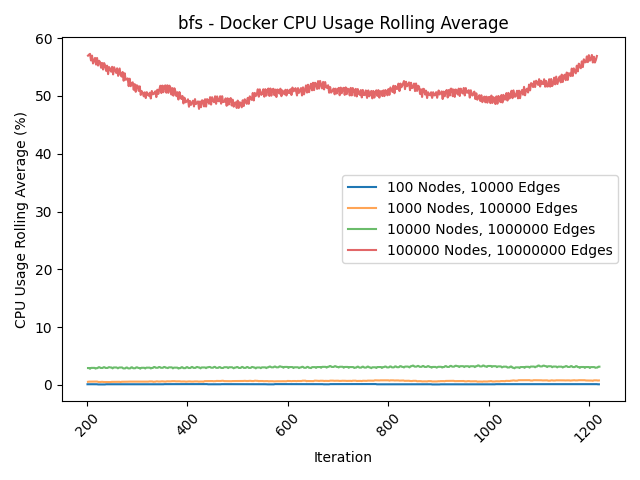 bfs - Docker CPU Usage Rolling Average
CPU Usage Rolling Average (%)
60
50
40
30
20
10
0
100 Nodes, 10000 Edges
1000 Nodes, 100000 Edges
10000 Nodes, 1000000 Edges
100000 Nodes, 10000000 Edges
200
400
600
800
1000
1200
Iteration